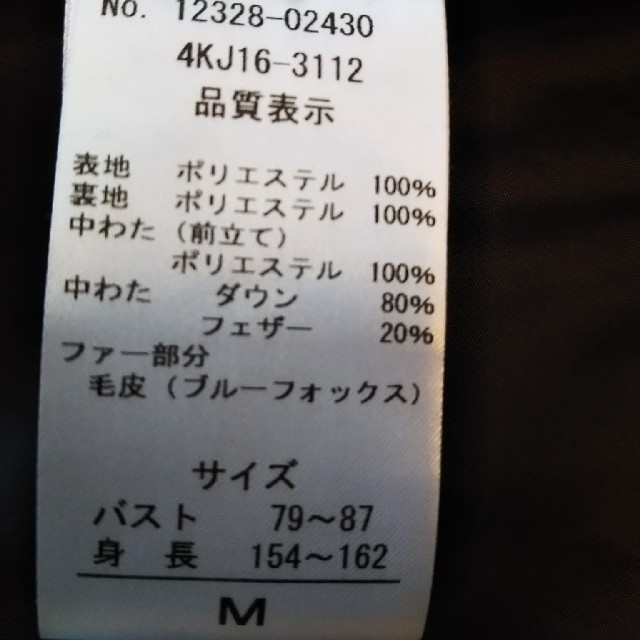 No. 12328-02430
4KJ16-3112
品質表示
表地 ポリエステル 100%
裏地 ポリエステル 100%
中わた (前立て)
ポリエステル 100%
中わた ダウン 80%
フェザー 20%
ファー部分
毛皮 (ブルーフォックス)
サイズ
バスト 79～87
身長 154～162
M